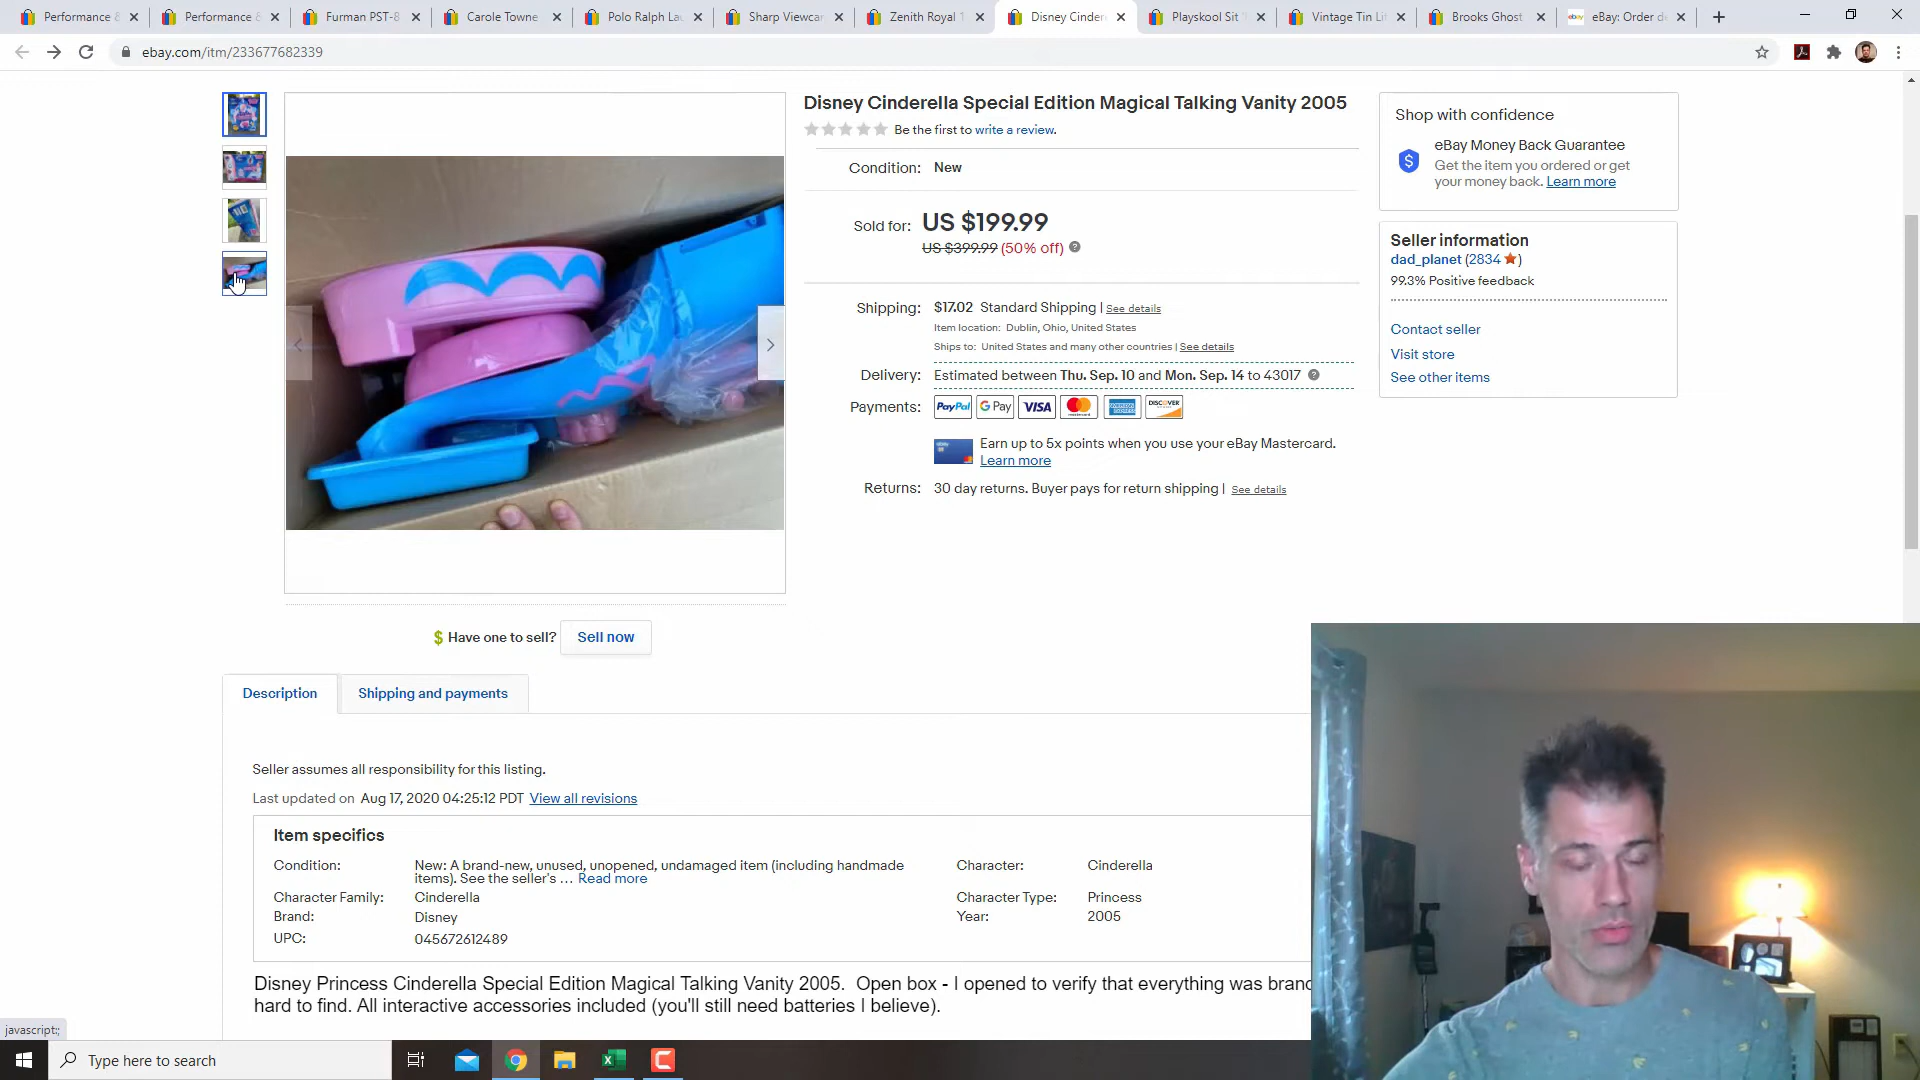 Performance &
Performance &
Furman PST-8
Carole Towne
Polo Ralph Lau
Sharp Viewcam
Zenith Royal 1
Disney Cinder
Playskool Sit
Vintage Tin Li
Brooks Ghost
eBay: Order d
ebay.com/itm/233677682339
Disney Cinderella Special Edition Magical Talking Vanity 2005
Be the first to write a review.
Condition: New
Sold for: US $199.99
US $399.99 (50% off)
Shipping: $17.02 Standard Shipping | See details
Item location: Dublin, Ohio, United States
Ships to: United States and many other countries | See details
Delivery: Estimated between Thu. Sep. 10 and Mon. Sep. 14 to 43017
Payments: PayPal G Pay VISA DISCOVER
Earn up to 5x points when you use your eBay Mastercard.
Learn more
Returns: 30 day returns. Buyer pays for return shipping | See details
Shop with confidence
eBay Money Back Guarantee
Get the item you ordered or get
your money back. Learn more
Seller information
dad_planet (2834 )
99.3% Positive feedback
Contact seller
Visit store
See other items
$ Have one to sell? Sell now
Description
Shipping and payments
Seller assumes all responsibility for this listing.
Last updated on Aug 17, 2020 04:25:12 PDT View all revisions
Item specifics
Condition: New: A brand-new, unused, unopened, undamaged item (including handmade
items). See the seller's … Read more
Character: Cinderella
Character Family: Cinderella
Character Type: Princess
Brand: Disney
Year: 2005
UPC: 045672612489
Disney Princess Cinderella Special Edition Magical Talking Vanity 2005. Open box - I opened to verify that everything was branc
hard to find. All interactive accessories included (you'll still need batteries I believe).
javascript:;
Type here to search